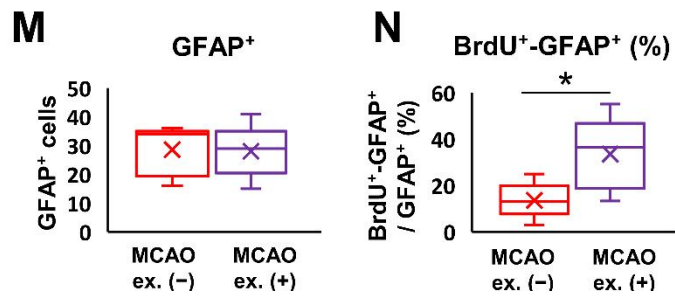 M
GFAP⁺
GFAP⁺ cells
50
40
30
20
10
0
MCAO
ex. (−)
MCAO
ex. (+)
N
BrdU⁺-GFAP⁺ (%)
BrdU⁺-GFAP⁺
/ GFAP⁺ (%)
60
40
20
0
*
MCAO
ex. (−)
MCAO
ex. (+)